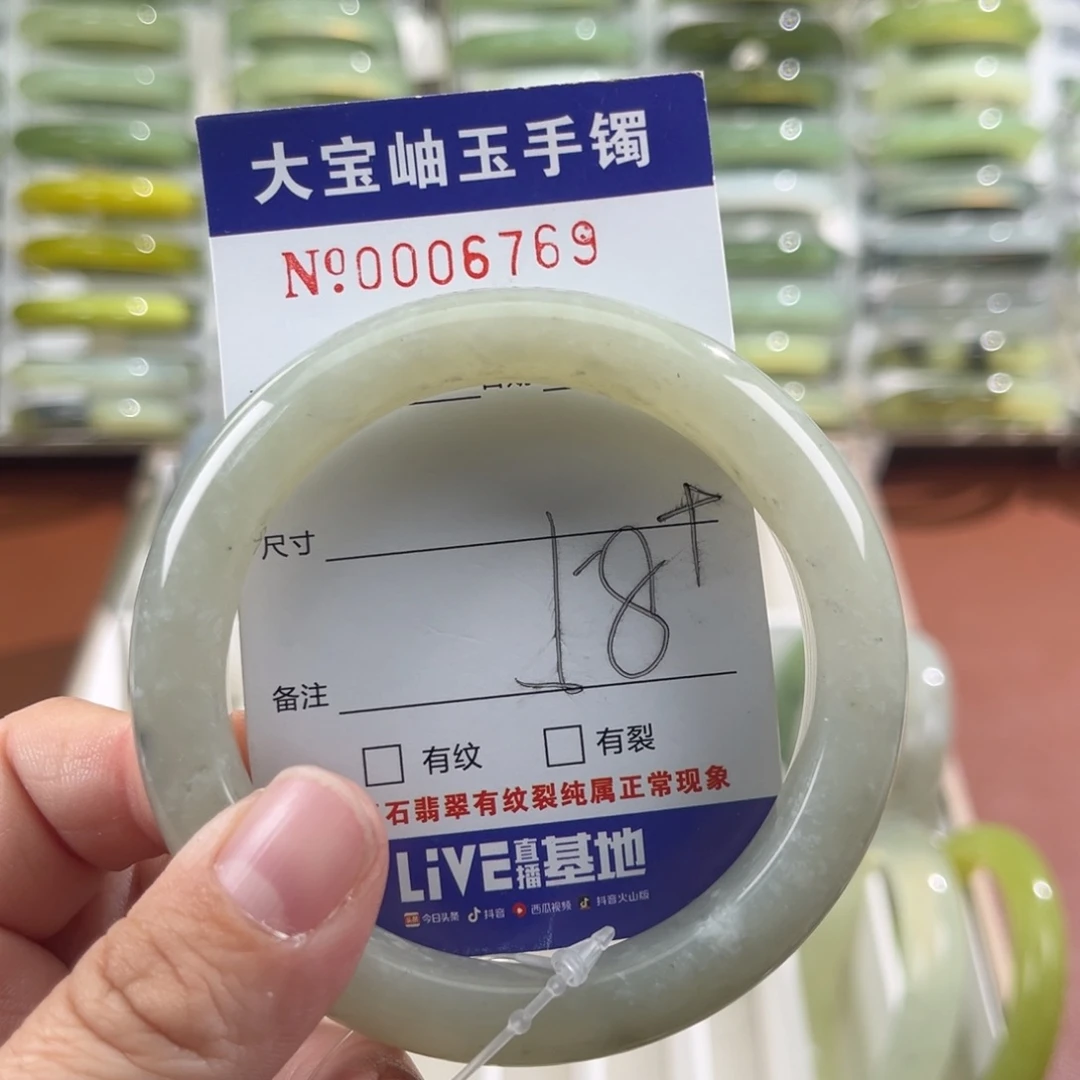 大宝岫玉手镯
№0006769
尺寸
18
备注
有纹 有裂
石翡翠有纹裂纯属正常现象
LiVE直播基地
今日头条 抖音 西瓜视频 抖音火山版